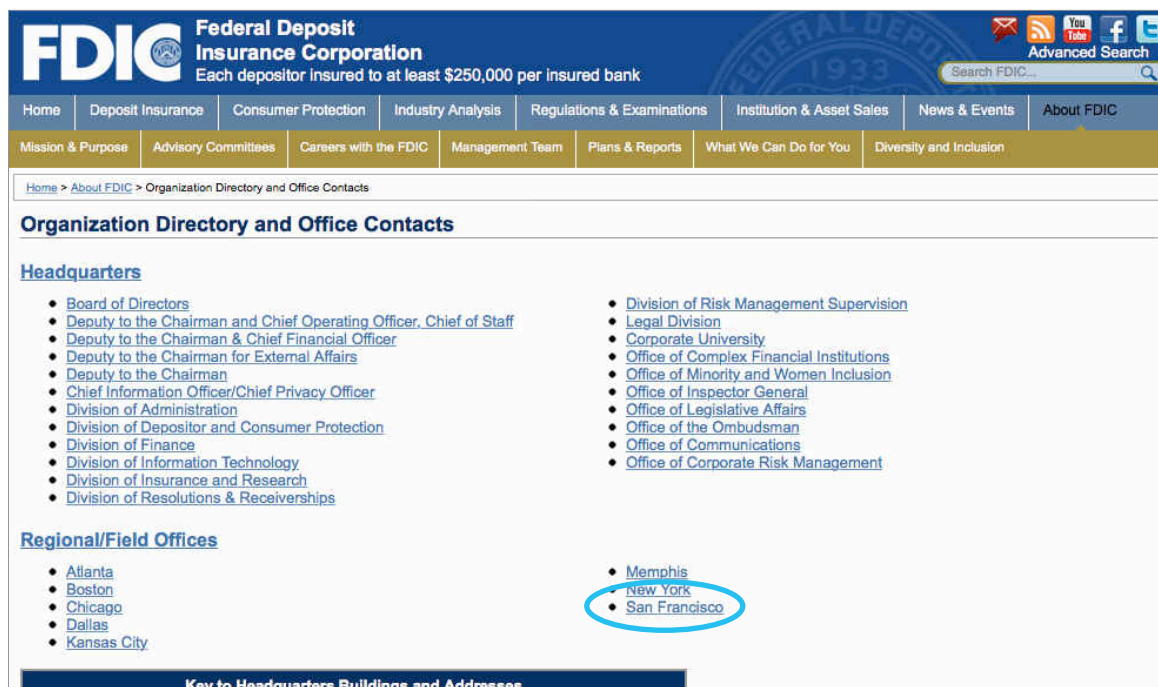 FDIC
Federal Deposit
Insurance Corporation
Each depositor insured to at least $250,000 per insured bank
You
Tube
Advanced Search
Search FDIC...
Home Deposit Insurance Consumer Protection Industry Analysis Regulations & Examinations Institution & Asset Sales News & Events About FDIC
Mission & Purpose Advisory Committees Careers with the FDIC Management Team Plans & Reports What We Can Do for You Diversity and Inclusion
Home > About FDIC > Organization Directory and Office Contacts
Organization Directory and Office Contacts
Headquarters
Board of Directors
Deputy to the Chairman and Chief Operating Officer, Chief of Staff
Deputy to the Chairman & Chief Financial Officer
Deputy to the Chairman for External Affairs
Deputy to the Chairman
Chief Information Officer/Chief Privacy Officer
Division of Administration
Division of Depositor and Consumer Protection
Division of Finance
Division of Information Technology
Division of Insurance and Research
Division of Resolutions & Receiverships
Division of Risk Management Supervision
Legal Division
Corporate University
Office of Complex Financial Institutions
Office of Minority and Women Inclusion
Office of Inspector General
Office of Legislative Affairs
Office of the Ombudsman
Office of Communications
Office of Corporate Risk Management
Regional/Field Offices
Atlanta
Boston
Chicago
Dallas
Kansas City
Memphis
New York
San Francisco
Key to Headquarters Buildings and Addresses